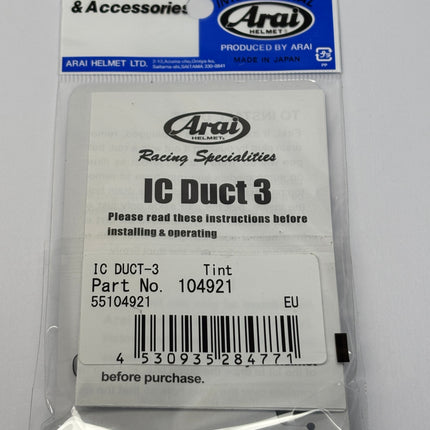 & Accessories
Arai
HELMET
PRODUCED BY ARAI
ARAI HELMET LTD.
MADE IN JAPAN
PP
Arai
HELMET
Racing Specialities
IC Duct 3
Please read these instructions before
installing & operating
IC DUCT-3 Tint
Part No. 104921
55104921 EU
4 530935 284771
before purchase.